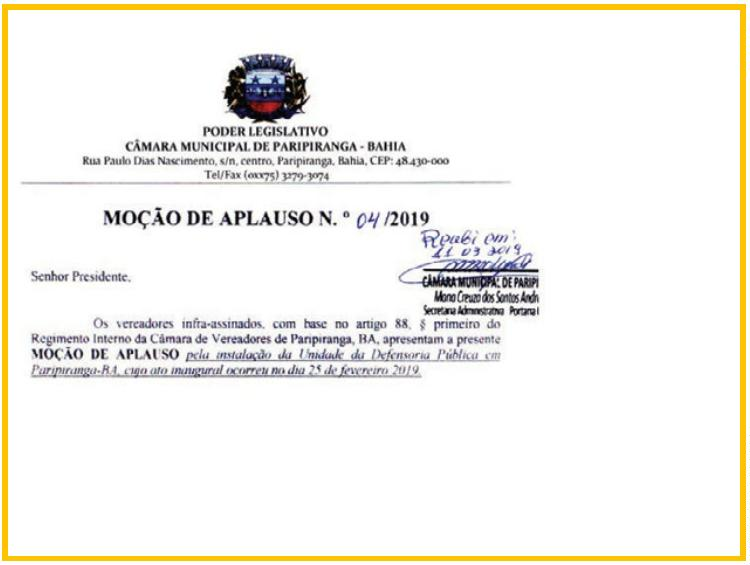 PODER LEGISLATIVO
CÂMARA MUNICIPAL DE PARIPIRANGA - BAHIA
Rua Paulo Dias Nascimento, s/n, centro, Paripiranga, Bahia, CEP: 48.430-000
Tel/Fax (0xx75) 3279-3074
MOÇÃO DE APLAUSO N. º 04/2019
Recebi em:
11 03 2019
Senhor Presidente,
CÂMARA MUNICIPAL DE PARIPI
Maria Creuza dos Santos Andr
Secretaria Administrativa Portaria
Os vereadores infra-assinados, com base no artigo 88, § primeiro do
Regimento Interno da Câmara de Vereadores de Paripiranga, BA, apresentam a presente
MOÇÃO DE APLAUSO pela instalação da Unidade da Defensoria Pública em
Paripiranga-BA, cujo ato inaugural ocorreu no dia 25 de fevereiro 2019.